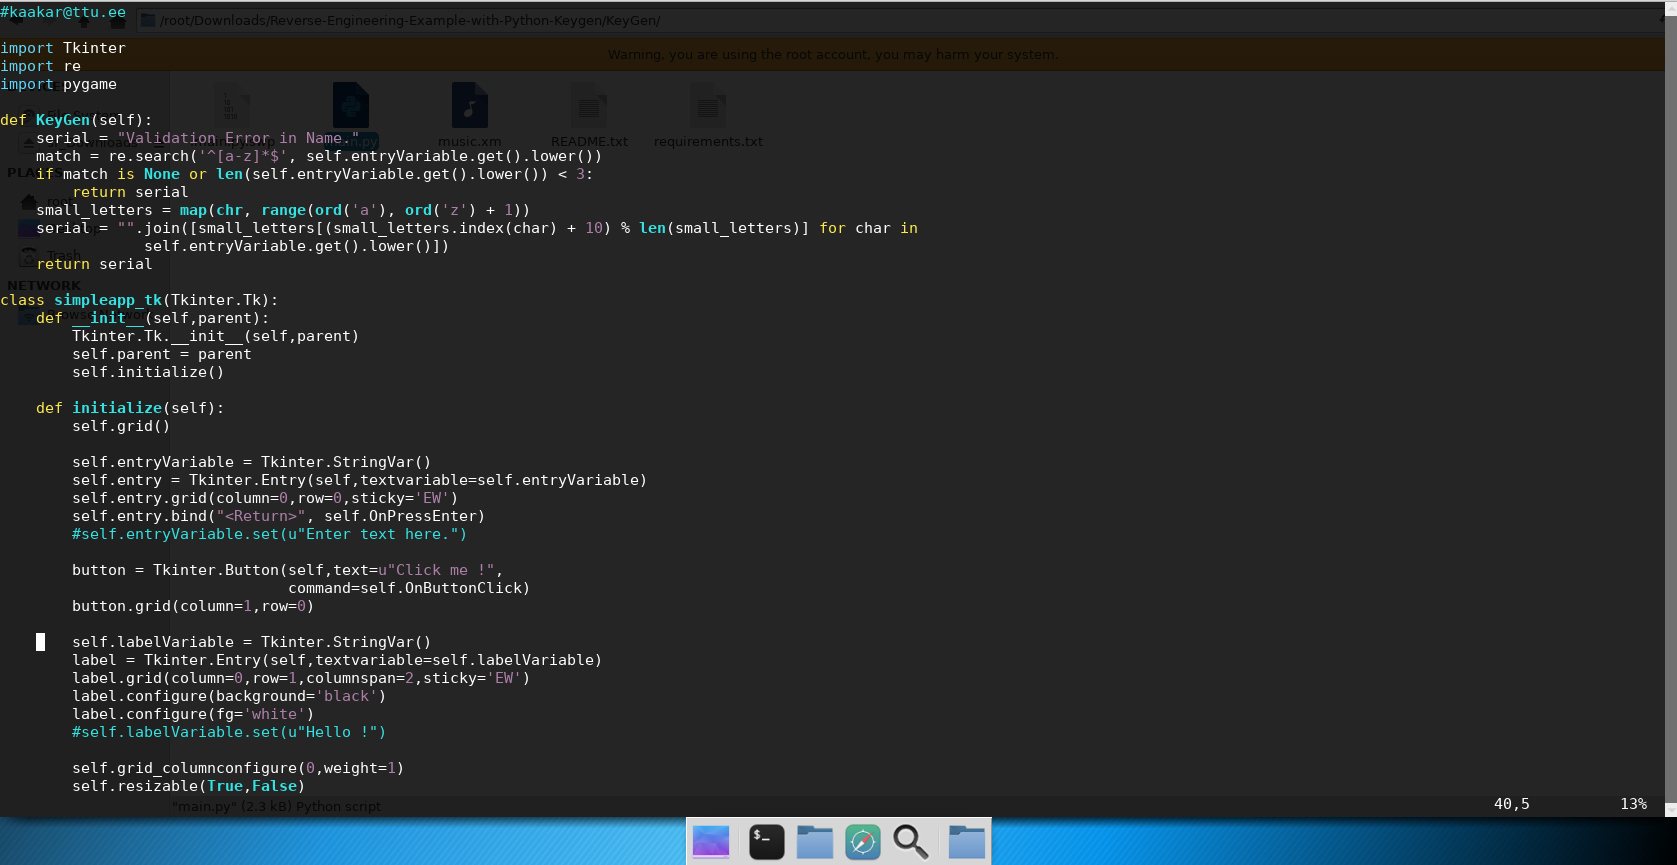 #kaakar@ttu.ee
/root/Downloads/Reverse-Engineering-Example-with-Python-Keygen/KeyGen/
import Tkinter
Warning, you are using the root account, you may harm your system.
import re
import pygame
def KeyGen(self):
    serial = "Validation Error in Name."
music.xm
README.txt
requirements.txt
    match = re.search('^[a-z]*$', self.entryVariable.get().lower())
    if match is None or len(self.entryVariable.get().lower()) < 3:
        return serial
    small_letters = map(chr, range(ord('a'), ord('z') + 1))
    serial = "".join([small_letters[(small_letters.index(char) + 10) % len(small_letters)] for char in
                self.entryVariable.get().lower()])
Trash
    return serial
NETWORK
class simpleapp_tk(Tkinter.Tk):
    def __init__(self,parent):
        Tkinter.Tk.__init__(self,parent)
        self.parent = parent
        self.initialize()
    def initialize(self):
        self.grid()
        self.entryVariable = Tkinter.StringVar()
        self.entry = Tkinter.Entry(self,textvariable=self.entryVariable)
        self.entry.grid(column=0,row=0,sticky='EW')
        self.entry.bind("<Return>", self.OnPressEnter)
        #self.entryVariable.set(u"Enter text here.")
        button = Tkinter.Button(self,text=u"Click me !",
                                command=self.OnButtonClick)
        button.grid(column=1,row=0)
        self.labelVariable = Tkinter.StringVar()
        label = Tkinter.Entry(self,textvariable=self.labelVariable)
        label.grid(column=0,row=1,columnspan=2,sticky='EW')
        label.configure(background='black')
        label.configure(fg='white')
        #self.labelVariable.set(u"Hello !")
        self.grid_columnconfigure(0,weight=1)
        self.resizable(True,False)
"main.py" (2.3 kB) Python script
40,5 13%
$_